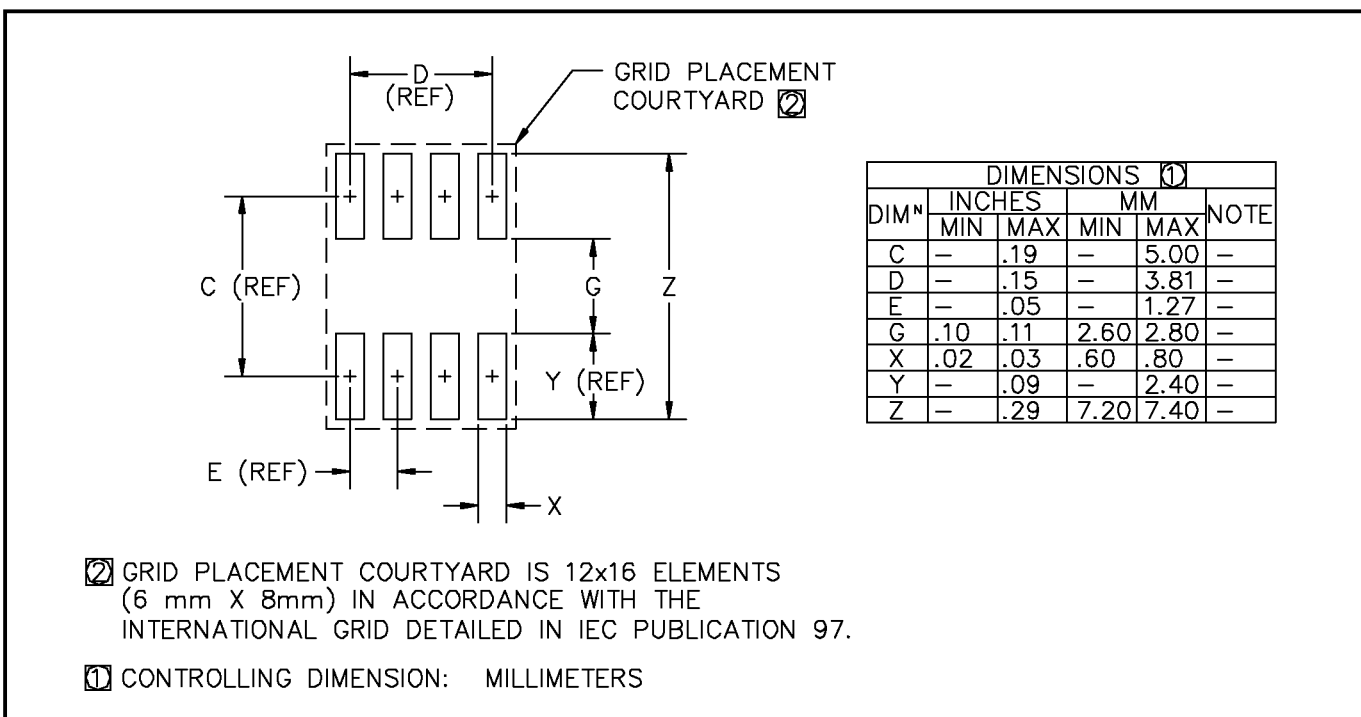 D
(REF)
GRID PLACEMENT
COURTYARD 2
C (REF)
G
Z
Y (REF)
E (REF)
X
DIMENSIONS 1
DIMᴺ INCHES MM NOTE
MIN MAX MIN MAX
C – .19 – 5.00 –
D – .15 – 3.81 –
E – .05 – 1.27 –
G .10 .11 2.60 2.80 –
X .02 .03 .60 .80 –
Y – .09 – 2.40 –
Z – .29 7.20 7.40 –
2 GRID PLACEMENT COURTYARD IS 12x16 ELEMENTS
(6 mm X 8mm) IN ACCORDANCE WITH THE
INTERNATIONAL GRID DETAILED IN IEC PUBLICATION 97.
1 CONTROLLING DIMENSION: MILLIMETERS